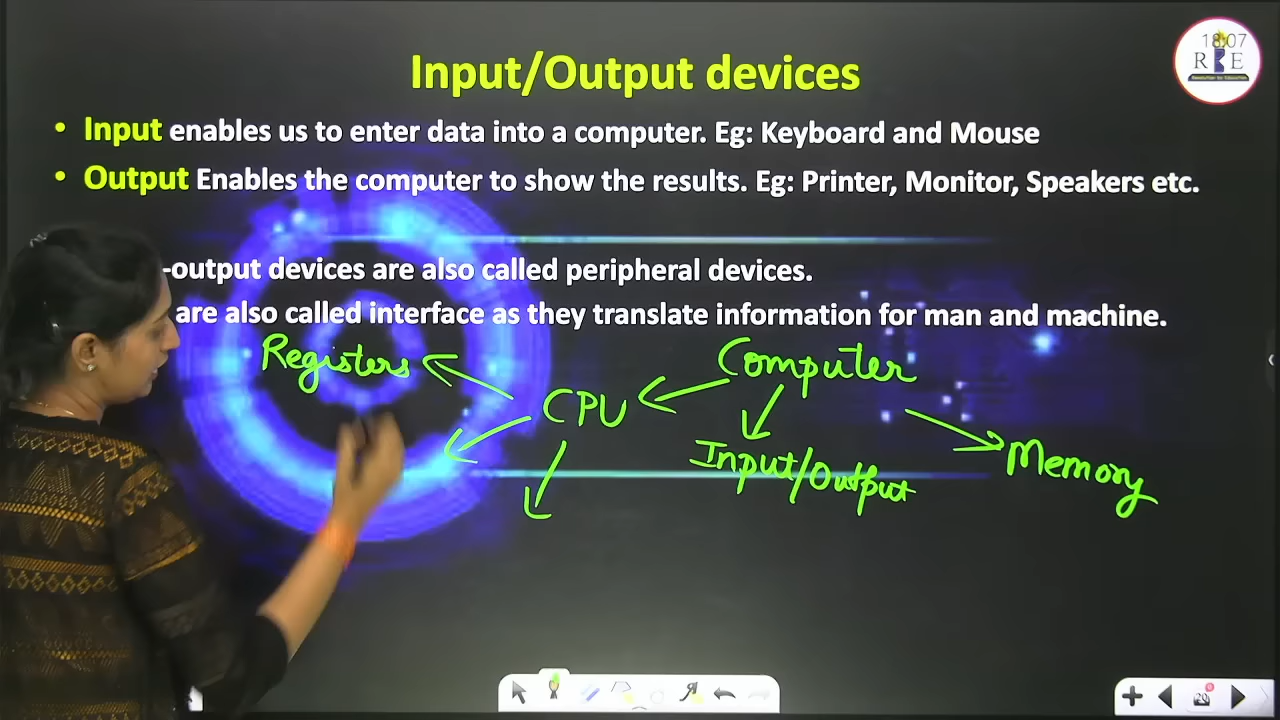 18:07
R E
Input/Output devices
• Input enables us to enter data into a computer. Eg: Keyboard and Mouse
• Output Enables the computer to show the results. Eg: Printer, Monitor, Speakers etc.
-output devices are also called peripheral devices.
are also called interface as they translate information for man and machine.
Registers
Computer
CPU
Input/Output
Memory
20